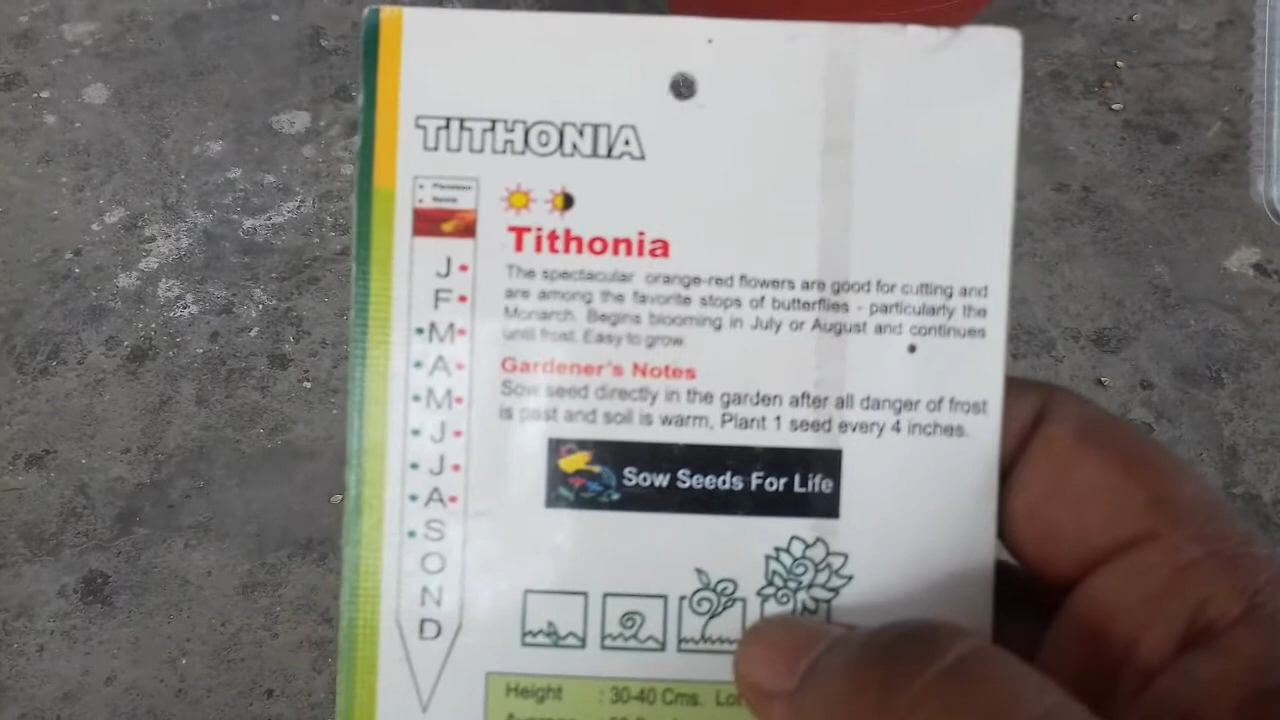 TITHONIA
Plantation
Seeds
Tithonia
The spectacular orange-red flowers are good for cutting and
are among the favorite stops of butterflies - particularly the
Monarch. Begins blooming in July or August and continues
until frost. Easy to grow.
Gardener's Notes
Sow seed directly in the garden after all danger of frost
is past and soil is warm, Plant 1 seed every 4 inches.
Sow Seeds For Life
J
F
M
A
M
J
J
A
S
O
N
D
Height : 30-40 Cms.